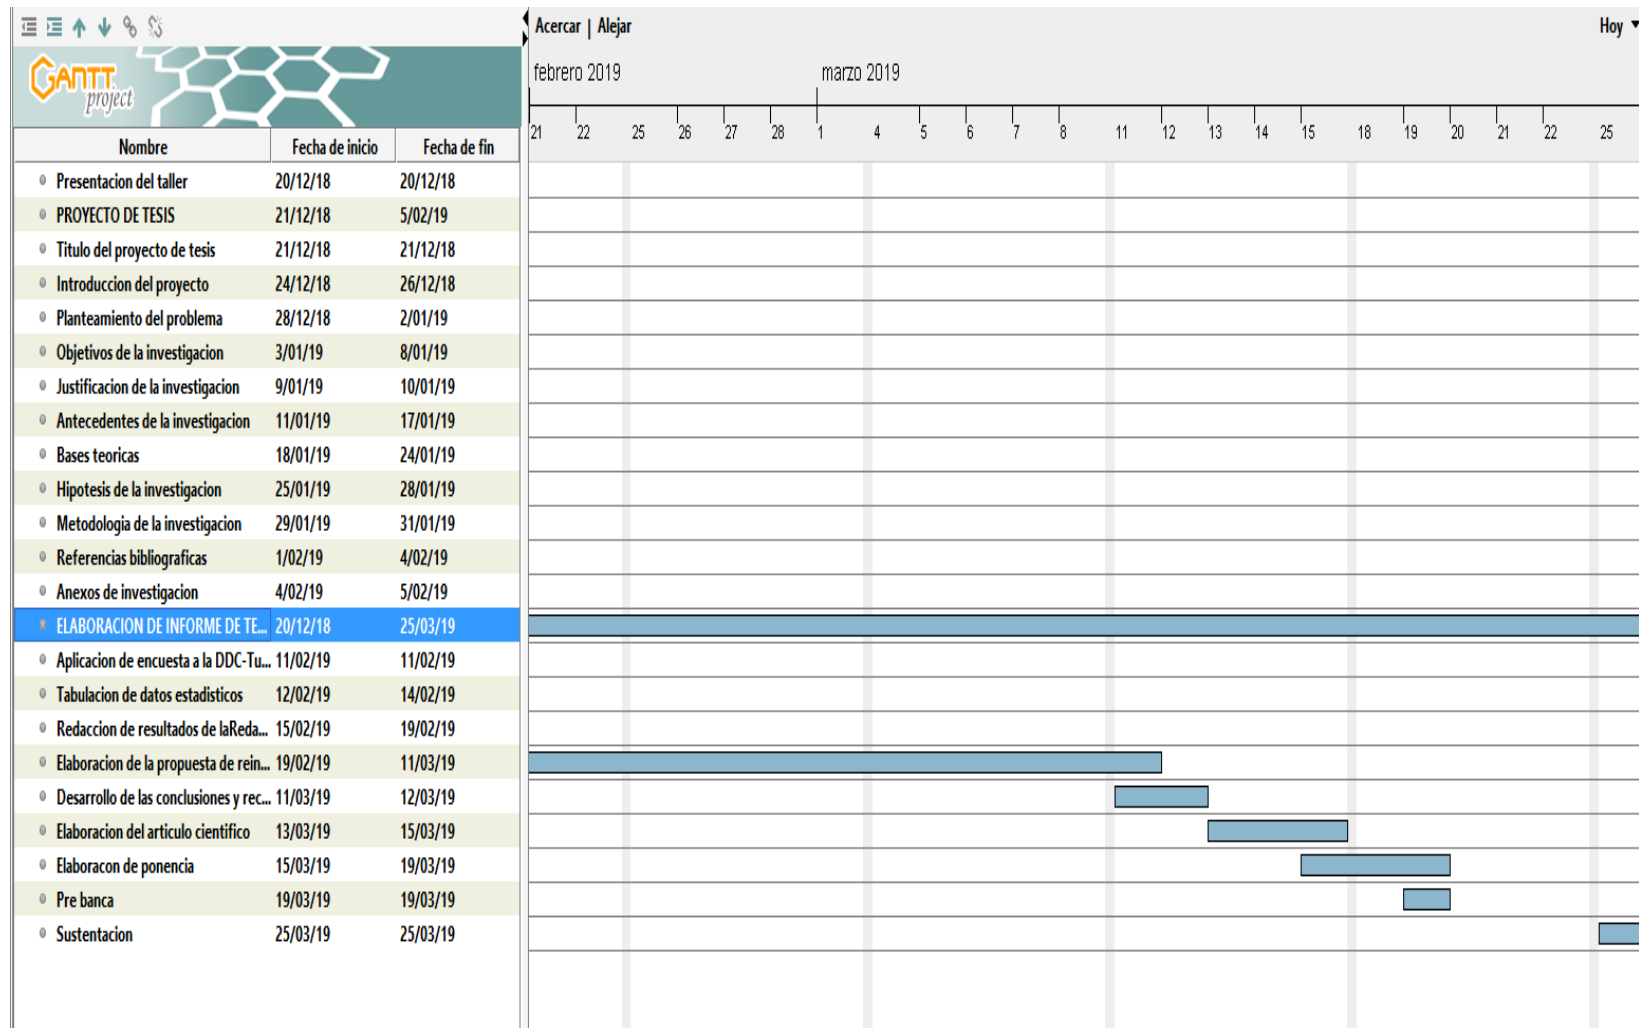 Acercar | Alejar
Hoy
GANTT project
febrero 2019 marzo 2019
21 22 25 26 27 28 1 4 5 6 7 8 11 12 13 14 15 18 19 20 21 22 25
Nombre Fecha de inicio Fecha de fin
Presentacion del taller 20/12/18 20/12/18
PROYECTO DE TESIS 21/12/18 5/02/19
Titulo del proyecto de tesis 21/12/18 21/12/18
Introduccion del proyecto 24/12/18 26/12/18
Planteamiento del problema 28/12/18 2/01/19
Objetivos de la investigacion 3/01/19 8/01/19
Justificacion de la investigacion 9/01/19 10/01/19
Antecedentes de la investigacion 11/01/19 17/01/19
Bases teoricas 18/01/19 24/01/19
Hipotesis de la investigacion 25/01/19 28/01/19
Metodologia de la investigacion 29/01/19 31/01/19
Referencias bibliograficas 1/02/19 4/02/19
Anexos de investigacion 4/02/19 5/02/19
ELABORACION DE INFORME DE TE... 20/12/18 25/03/19
Aplicacion de encuesta a la DDC-Tu... 11/02/19 11/02/19
Tabulacion de datos estadisticos 12/02/19 14/02/19
Redaccion de resultados de laReda... 15/02/19 19/02/19
Elaboracion de la propuesta de rein... 19/02/19 11/03/19
Desarrollo de las conclusiones y rec... 11/03/19 12/03/19
Elaboracion del articulo cientifico 13/03/19 15/03/19
Elaboracon de ponencia 15/03/19 19/03/19
Pre banca 19/03/19 19/03/19
Sustentacion 25/03/19 25/03/19